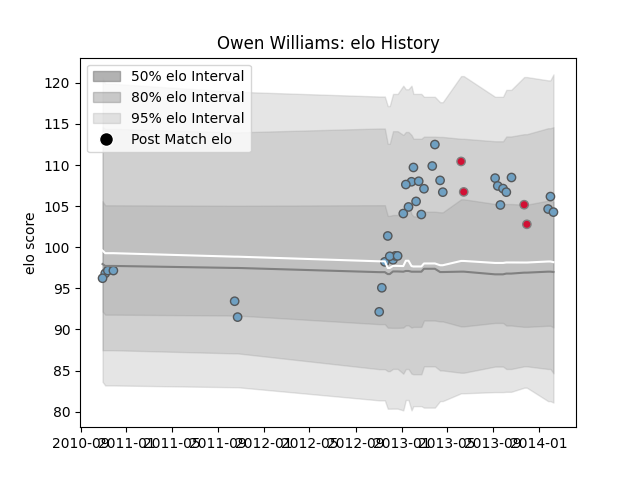 Owen Williams: elo History
50% elo Interval
80% elo Interval
95% elo Interval
Post Match elo
elo score
120
115
110
105
100
95
90
85
80
2010-09 2011-01 2011-05 2011-09 2012-01 2012-05 2012-09 2013-01 2013-05 2013-09 2014-01